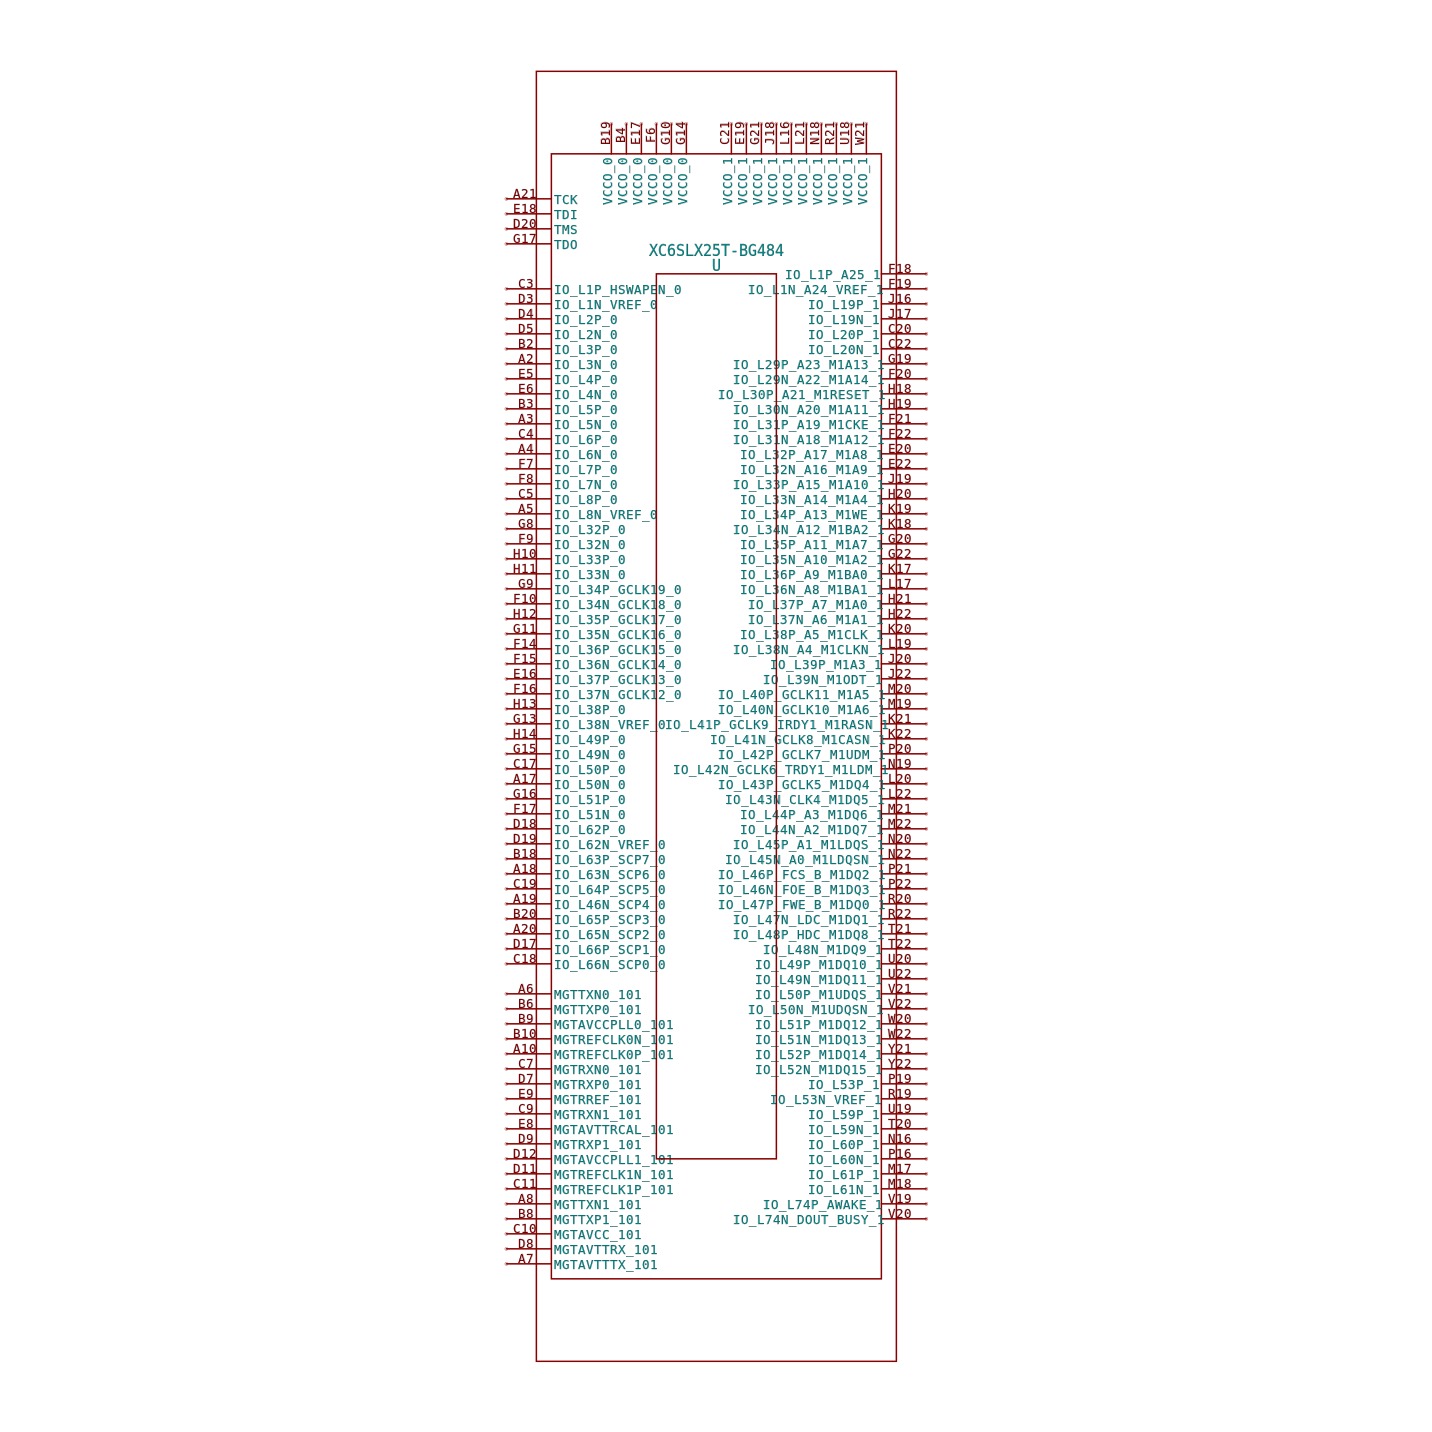 B19 B4 E17 F6 G10 G14 C21 E19 G21 J18 L16 L21 N18 R21 U18 W21
VCCO_0 VCCO_0 VCCO_0 VCCO_0 VCCO_0 VCCO_0 VCCO_1 VCCO_1 VCCO_1 VCCO_1 VCCO_1 VCCO_1 VCCO_1 VCCO_1 VCCO_1 VCCO_1
A21 TCK
E18 TDI
D20 TMS
G17 TDO
XC6SLX25T-BG484
U
IO_L1P_A25_1 F18
C3 IO_L1P_HSWAPEN_0 IO_L1N_A24_VREF_1 F19
D3 IO_L1N_VREF_0 IO_L19P_1 J16
D4 IO_L2P_0 IO_L19N_1 J17
D5 IO_L2N_0 IO_L20P_1 C20
B2 IO_L3P_0 IO_L20N_1 C22
A2 IO_L3N_0 IO_L29P_A23_M1A13_1 G19
E5 IO_L4P_0 IO_L29N_A22_M1A14_1 F20
E6 IO_L4N_0 IO_L30P_A21_M1RESET_1 H18
B3 IO_L5P_0 IO_L30N_A20_M1A11_1 H19
A3 IO_L5N_0 IO_L31P_A19_M1CKE_1 F21
C4 IO_L6P_0 IO_L31N_A18_M1A12_1 F22
A4 IO_L6N_0 IO_L32P_A17_M1A8_1 E20
F7 IO_L7P_0 IO_L32N_A16_M1A9_1 E22
F8 IO_L7N_0 IO_L33P_A15_M1A10_1 J19
C5 IO_L8P_0 IO_L33N_A14_M1A4_1 H20
A5 IO_L8N_VREF_0 IO_L34P_A13_M1WE_1 K19
G8 IO_L32P_0 IO_L34N_A12_M1BA2_1 K18
F9 IO_L32N_0 IO_L35P_A11_M1A7_1 G20
H10 IO_L33P_0 IO_L35N_A10_M1A2_1 G22
H11 IO_L33N_0 IO_L36P_A9_M1BA0_1 K17
G9 IO_L34P_GCLK19_0 IO_L36N_A8_M1BA1_1 L17
F10 IO_L34N_GCLK18_0 IO_L37P_A7_M1A0_1 H21
H12 IO_L35P_GCLK17_0 IO_L37N_A6_M1A1_1 H22
G11 IO_L35N_GCLK16_0 IO_L38P_A5_M1CLK_1 K20
F14 IO_L36P_GCLK15_0 IO_L38N_A4_M1CLKN_1 L19
F15 IO_L36N_GCLK14_0 IO_L39P_M1A3_1 J20
E16 IO_L37P_GCLK13_0 IO_L39N_M1ODT_1 J22
F16 IO_L37N_GCLK12_0 IO_L40P_GCLK11_M1A5_1 M20
H13 IO_L38P_0 IO_L40N_GCLK10_M1A6_1 M19
G13 IO_L38N_VREF_0 IO_L41P_GCLK9_IRDY1_M1RASN_1 K21
H14 IO_L49P_0 IO_L41N_GCLK8_M1CASN_1 K22
G15 IO_L49N_0 IO_L42P_GCLK7_M1UDM_1 P20
C17 IO_L50P_0 IO_L42N_GCLK6_TRDY1_M1LDM_1 N19
A17 IO_L50N_0 IO_L43P_GCLK5_M1DQ4_1 L20
G16 IO_L51P_0 IO_L43N_CLK4_M1DQ5_1 L22
F17 IO_L51N_0 IO_L44P_A3_M1DQ6_1 M21
D18 IO_L62P_0 IO_L44N_A2_M1DQ7_1 M22
D19 IO_L62N_VREF_0 IO_L45P_A1_M1LDQS_1 N20
B18 IO_L63P_SCP7_0 IO_L45N_A0_M1LDQSN_1 N22
A18 IO_L63N_SCP6_0 IO_L46P_FCS_B_M1DQ2_1 P21
C19 IO_L64P_SCP5_0 IO_L46N_FOE_B_M1DQ3_1 P22
A19 IO_L46N_SCP4_0 IO_L47P_FWE_B_M1DQ0_1 R20
B20 IO_L65P_SCP3_0 IO_L47N_LDC_M1DQ1_1 R22
A20 IO_L65N_SCP2_0 IO_L48P_HDC_M1DQ8_1 T21
D17 IO_L66P_SCP1_0 IO_L48N_M1DQ9_1 T22
C18 IO_L66N_SCP0_0 IO_L49P_M1DQ10_1 U20
IO_L49N_M1DQ11_1 U22
A6 MGTTXN0_101 IO_L50P_M1UDQS_1 V21
B6 MGTTXP0_101 IO_L50N_M1UDQSN_1 V22
B9 MGTAVCCPLL0_101 IO_L51P_M1DQ12_1 W20
B10 MGTREFCLK0N_101 IO_L51N_M1DQ13_1 W22
A10 MGTREFCLK0P_101 IO_L52P_M1DQ14_1 Y21
C7 MGTRXN0_101 IO_L52N_M1DQ15_1 Y22
D7 MGTRXP0_101 IO_L53P_1 P19
E9 MGTRREF_101 IO_L53N_VREF_1 R19
C9 MGTRXN1_101 IO_L59P_1 U19
E8 MGTAVTTRCAL_101 IO_L59N_1 T20
D9 MGTRXP1_101 IO_L60P_1 N16
D12 MGTAVCCPLL1_101 IO_L60N_1 P16
D11 MGTREFCLK1N_101 IO_L61P_1 M17
C11 MGTREFCLK1P_101 IO_L61N_1 M18
A8 MGTTXN1_101 IO_L74P_AWAKE_1 V19
B8 MGTTXP1_101 IO_L74N_DOUT_BUSY_1 V20
C10 MGTAVCC_101
D8 MGTAVTTRX_101
A7 MGTAVTTTX_101